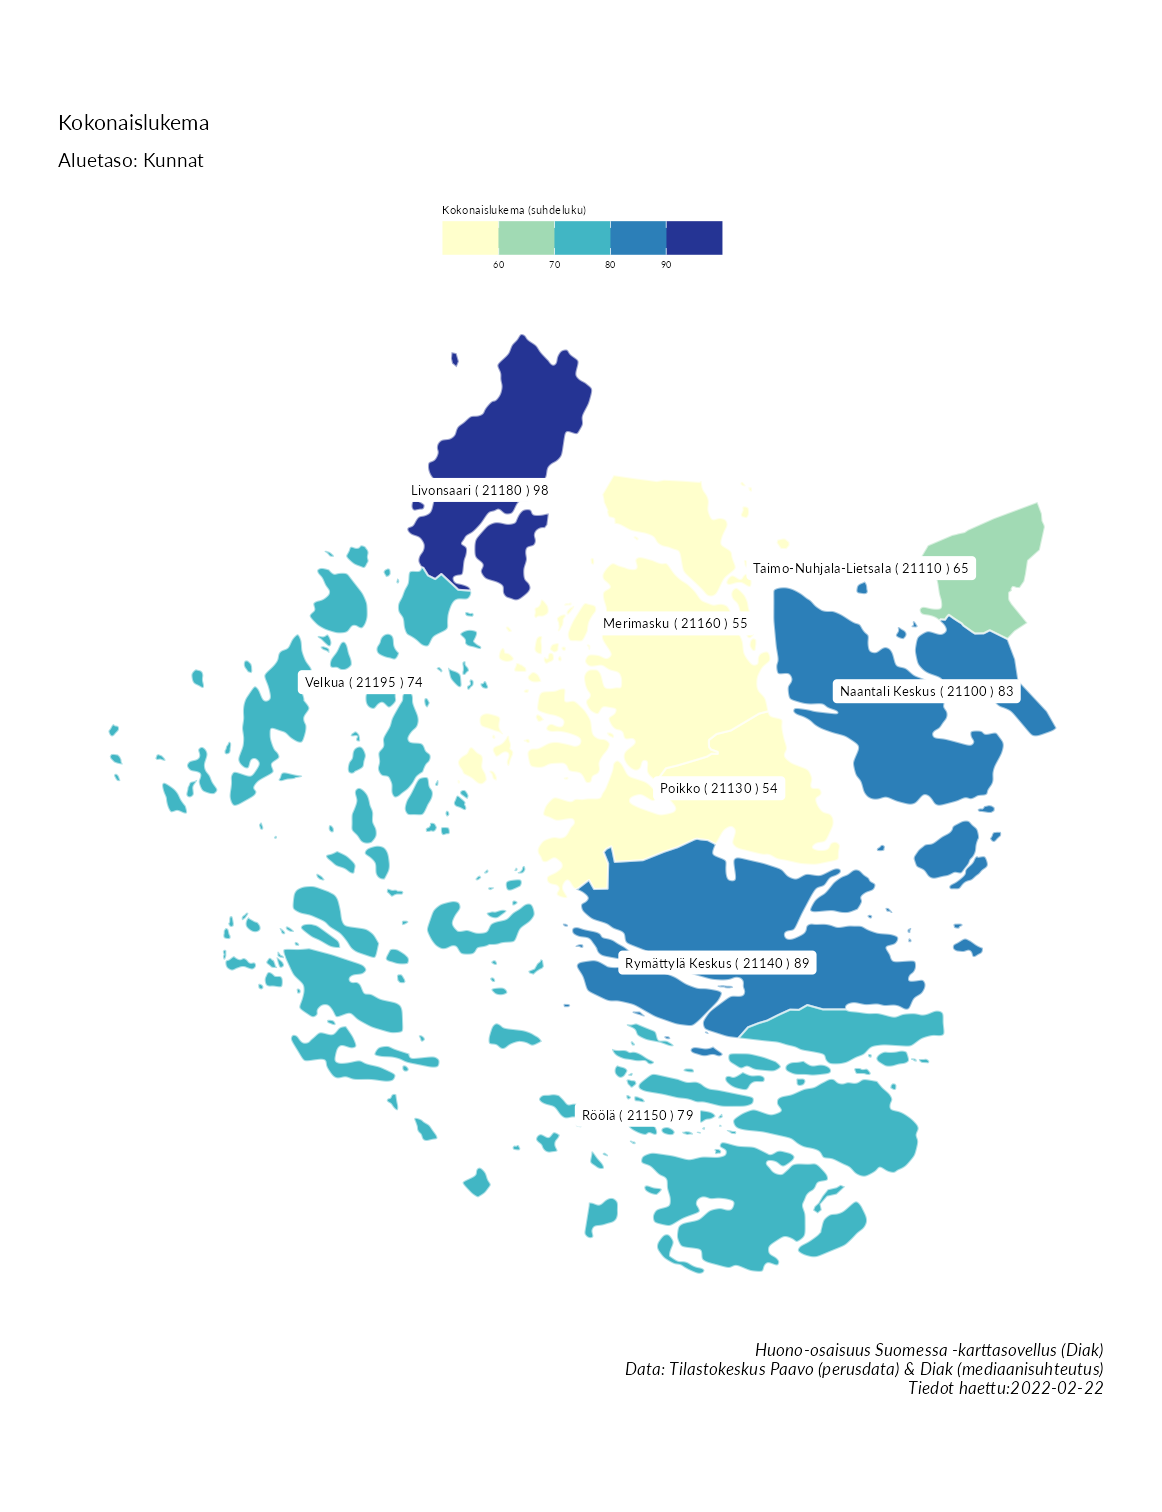 Kokonaislukema
Aluetaso: Kunnat
Kokonaislukema (suhdeluku)
60 70 80 90
Livonsaari ( 21180 ) 98
Taimo-Nuhjala-Lietsala ( 21110 ) 65
Merimasku ( 21160 ) 55
Velkua ( 21195 ) 74
Naantali Keskus ( 21100 ) 83
Poikko ( 21130 ) 54
Rymättylä Keskus ( 21140 ) 89
Röölä ( 21150 ) 79
Huono-osaisuus Suomessa -karttasovellus (Diak)
Data: Tilastokeskus Paavo (perusdata) & Diak (mediaanisuhteutus)
Tiedot haettu:2022-02-22